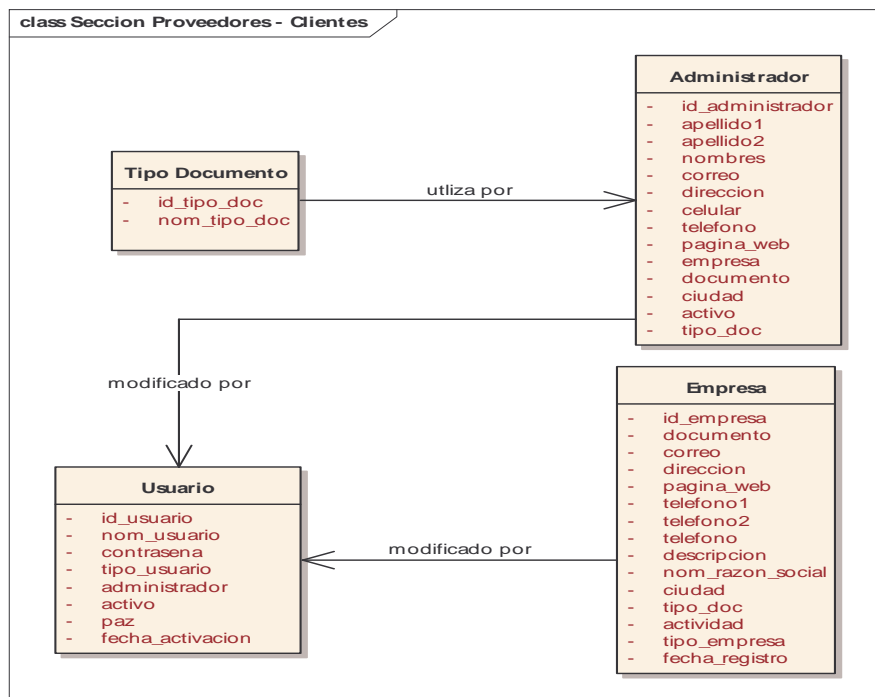 class Seccion Proveedores - Clientes
Administrador
- id_administrador
- apellido1
- apellido2
- nombres
- correo
- direccion
- celular
- telefono
- pagina_web
- empresa
- documento
- ciudad
- activo
- tipo_doc
Tipo Documento
- id_tipo_doc
- nom_tipo_doc
utliza por
modificado por
Empresa
- id_empresa
- documento
- correo
- direccion
- pagina_web
- telefono1
- telefono2
- telefono
- descripcion
- nom_razon_social
- ciudad
- tipo_doc
- actividad
- tipo_empresa
- fecha_registro
Usuario
- id_usuario
- nom_usuario
- contrasena
- tipo_usuario
- administrador
- activo
- paz
- fecha_activacion
modificado por